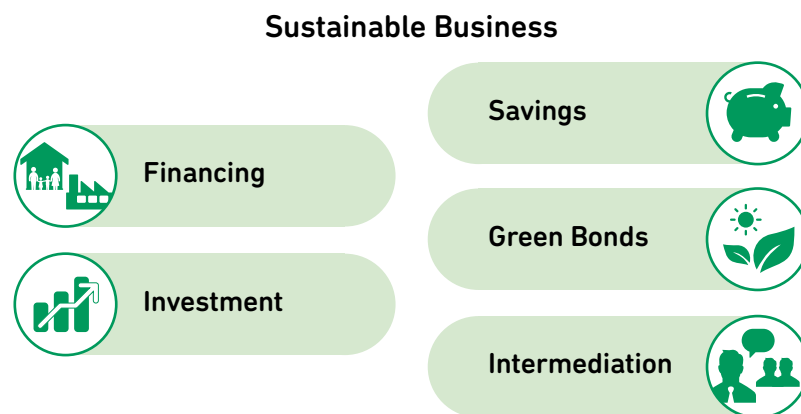 Sustainable Business
Financing
Investment
Savings
Green Bonds
Intermediation